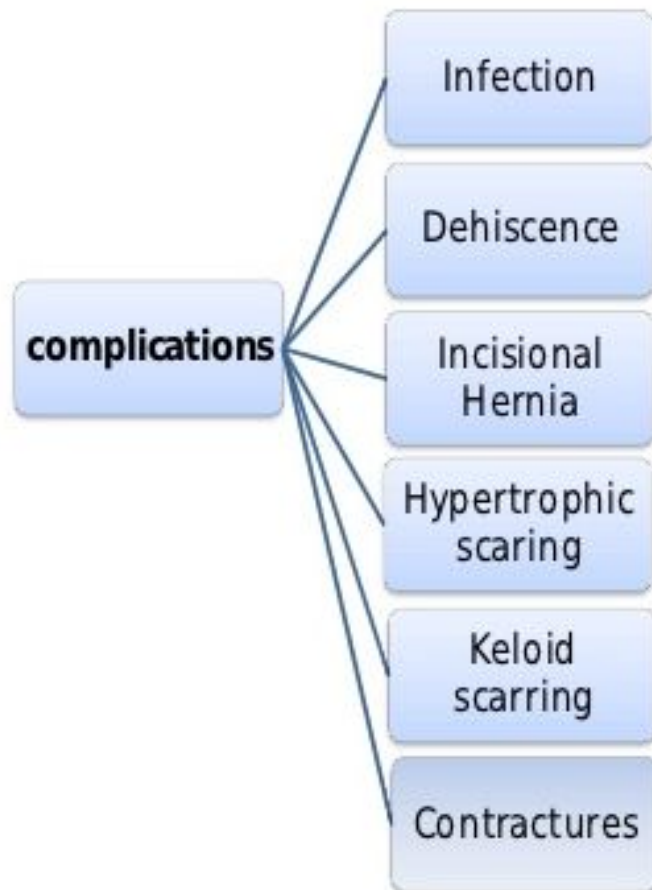 Infection
Dehiscence
complications
Incisional
Hernia
Hypertrophic
scaring
Keloid
scarring
Contractures